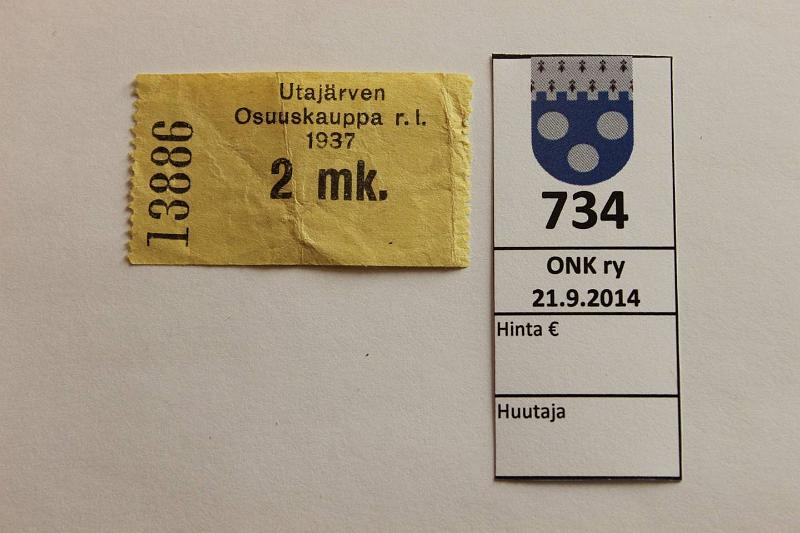 13886
Utajärven
Osuuskauppa r. l.
1937
2 mk.
734
ONK ry
21.9.2014
Hinta €
Huutaja